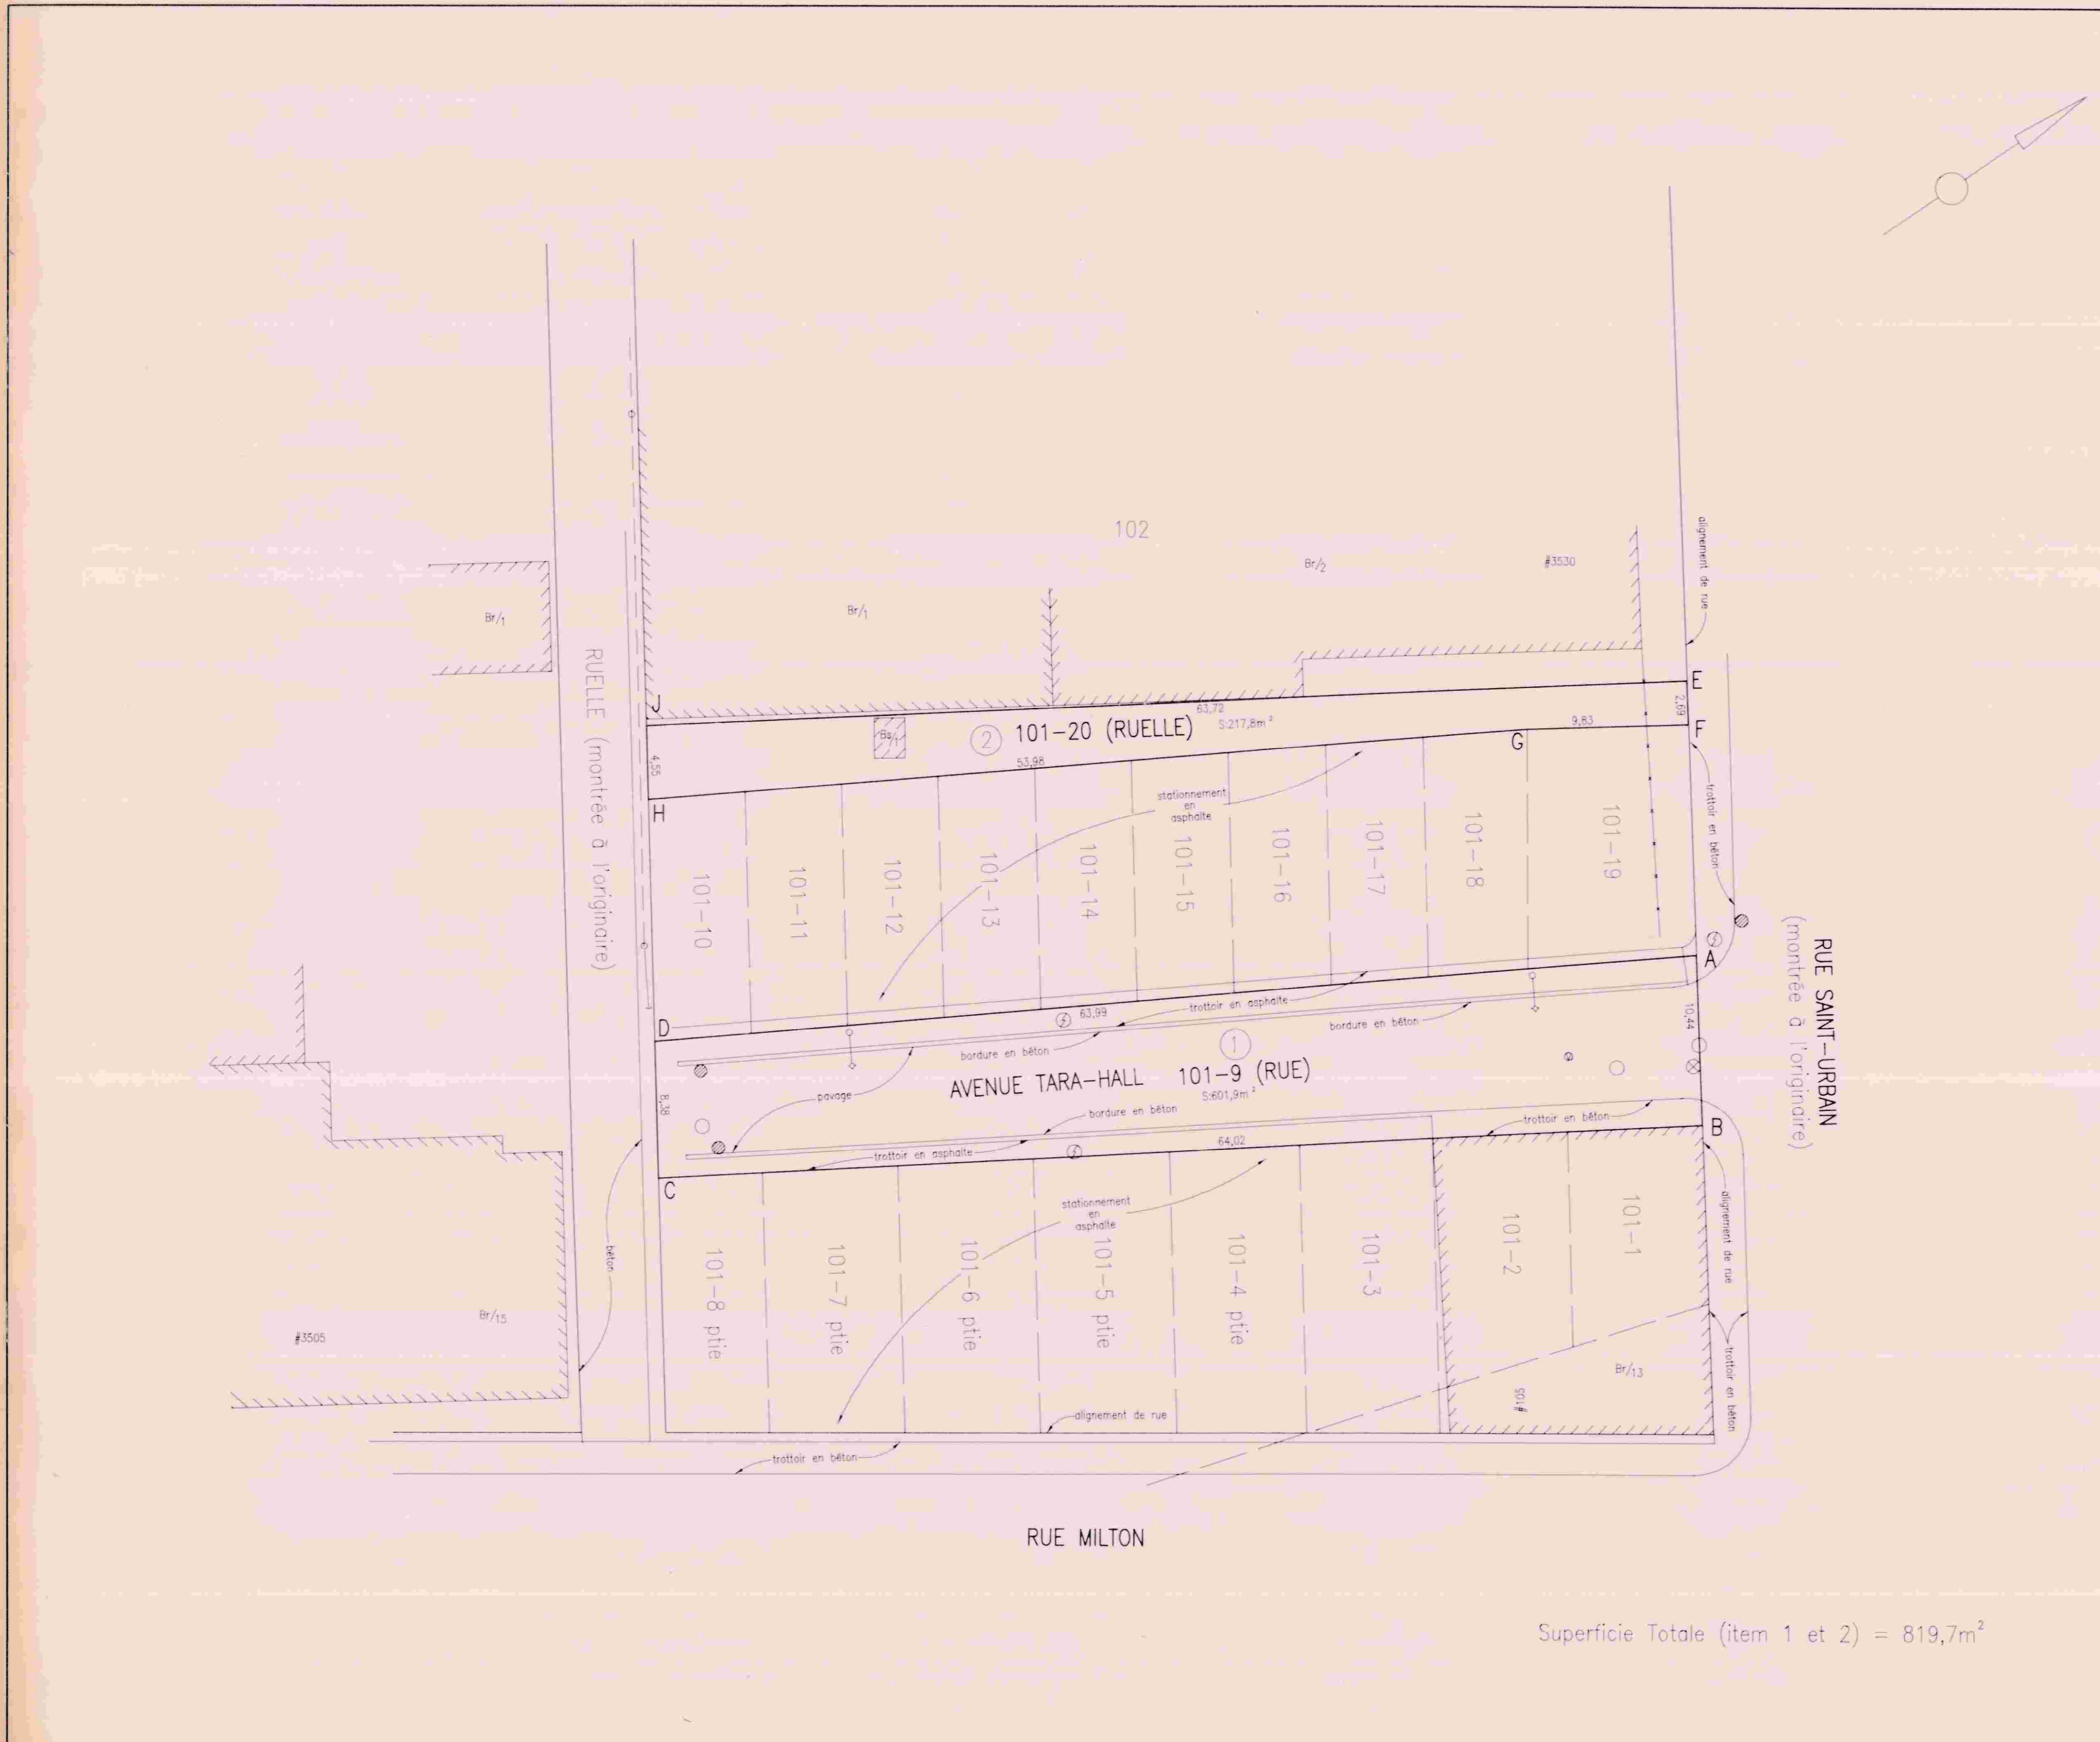 102
Br/2
#3530
alignement de rue
Br/1
Br/1
RUELLE (montrée à l'originaire)
J
E
63,72
2,69
② 101-20 (RUELLE) S:217,8m²
9,83
F
G
4,55
53,98
H
stationnement
en
asphalte
trottoir en béton
101-10
101-11
101-12
101-13
101-14
101-15
101-16
101-17
101-18
101-19
RUE SAINT-URBAIN
(montrée à l'originaire)
A
D
63,99
trottoir en asphalte
10,44
bordure en béton
bordure en béton
①
AVENUE TARA-HALL 101-9 (RUE)
S:601,9m²
pavage
8,38
bordure en béton
trottoir en béton
B
64,02
trottoir en asphalte
C
stationnement
en
asphalte
alignement de rue
béton
101-8 ptie
101-7 ptie
101-6 ptie
101-5 ptie
101-4 ptie
101-3
101-2
101-1
Br/15
#3505
Br/13
#105
trottoir en béton
alignement de rue
trottoir en béton
RUE MILTON
Superficie Totale (item 1 et 2) = 819,7m²